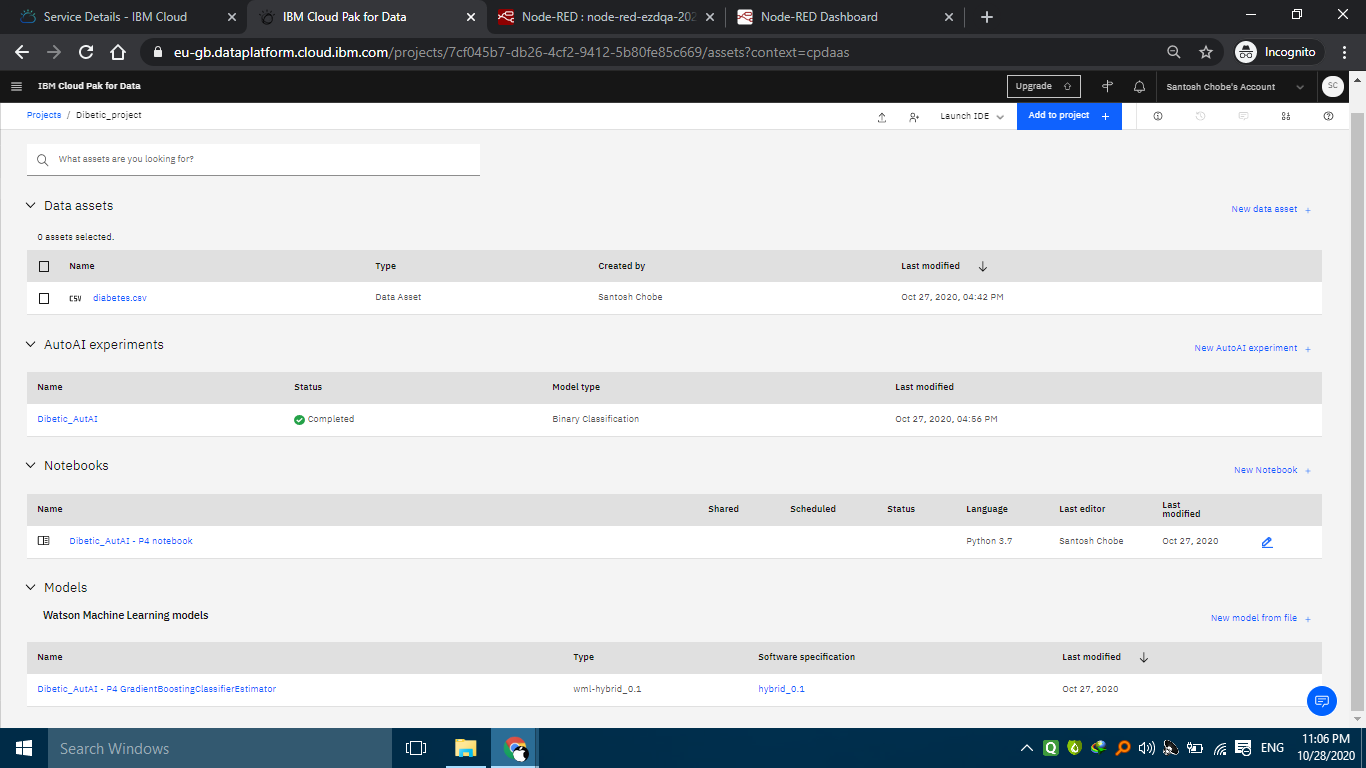 Service Details - IBM Cloud
IBM Cloud Pak for Data
Node-RED : node-red-ezdqa-202
Node-RED Dashboard
eu-gb.dataplatform.cloud.ibm.com/projects/7cf045b7-db26-4cf2-9412-5b80fe85c669/assets?context=cpdaas
Incognito
IBM Cloud Pak for Data
Upgrade
Santosh Chobe's Account
SC
Projects / Dibetic_project
Launch IDE
Add to project +
What assets are you looking for?
Data assets
New data asset +
0 assets selected.
Name Type Created by Last modified
CSV diabetes.csv Data Asset Santosh Chobe Oct 27, 2020, 04:42 PM
AutoAI experiments
New AutoAI experiment +
Name Status Model type Last modified
Dibetic_AutAI Completed Binary Classification Oct 27, 2020, 04:56 PM
Notebooks
New Notebook +
Name Shared Scheduled Status Language Last editor Last modified
Dibetic_AutAI - P4 notebook Python 3.7 Santosh Chobe Oct 27, 2020
Models
Watson Machine Learning models
New model from file +
Name Type Software specification Last modified
Dibetic_AutAI - P4 GradientBoostingClassifierEstimator wml-hybrid_0.1 hybrid_0.1 Oct 27, 2020
Search Windows
ENG
11:06 PM
10/28/2020